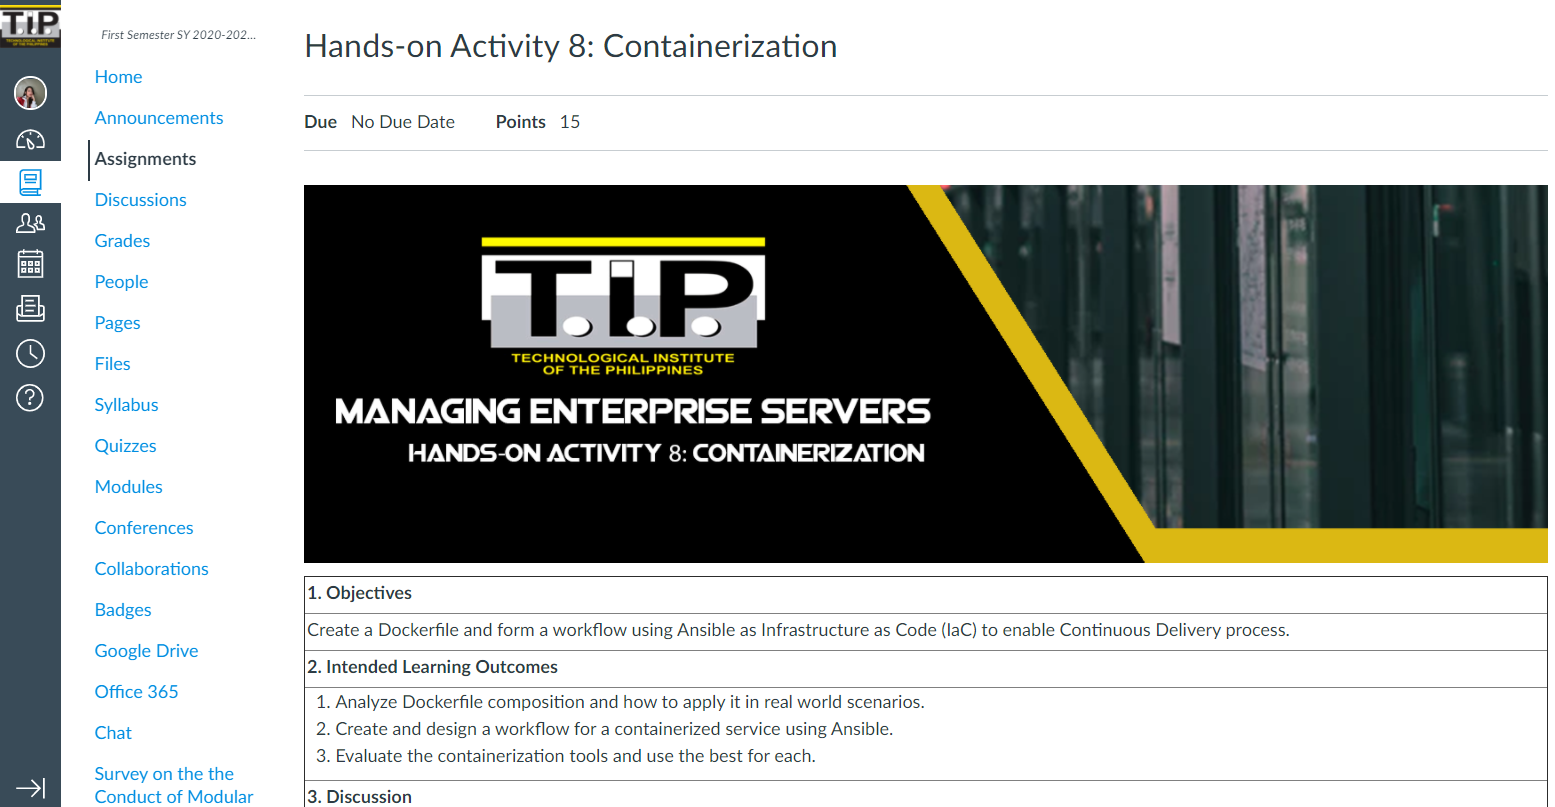 T.I.P
First Semester SY 2020-202...
Home
Announcements
Assignments
Discussions
Grades
People
Pages
Files
Syllabus
Quizzes
Modules
Conferences
Collaborations
Badges
Google Drive
Office 365
Chat
Survey on the the
Conduct of Modular
Hands-on Activity 8: Containerization
Due No Due Date Points 15
T.I.P.
TECHNOLOGICAL INSTITUTE
OF THE PHILIPPINES
MANAGING ENTERPRISE SERVERS
HANDS-ON ACTIVITY 8: CONTAINERIZATION
1. Objectives
Create a Dockerfile and form a workflow using Ansible as Infrastructure as Code (IaC) to enable Continuous Delivery process.
2. Intended Learning Outcomes
1. Analyze Dockerfile composition and how to apply it in real world scenarios.
2. Create and design a workflow for a containerized service using Ansible.
3. Evaluate the containerization tools and use the best for each.
3. Discussion